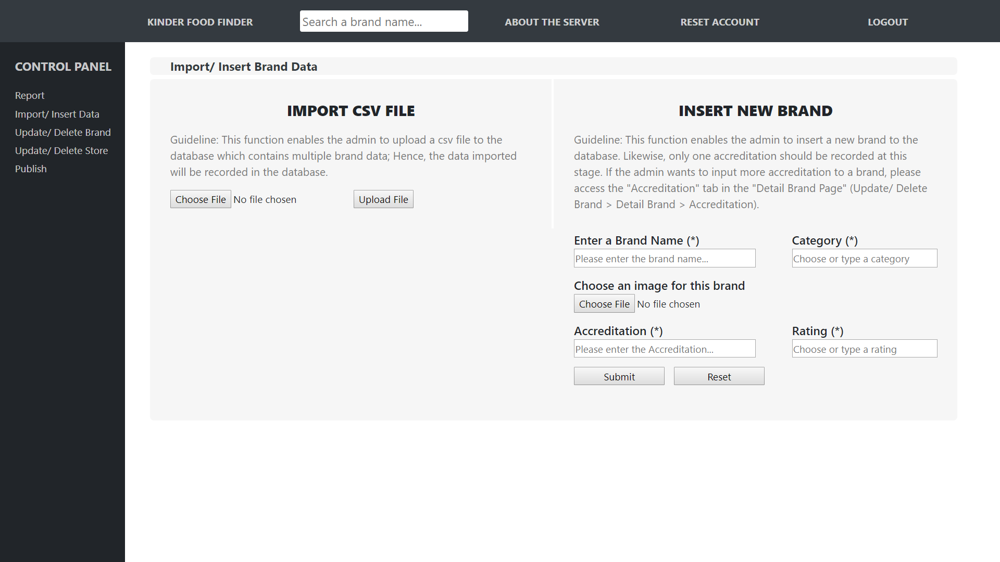 KINDER FOOD FINDER
Search a brand name...
ABOUT THE SERVER
RESET ACCOUNT
LOGOUT
CONTROL PANEL
Report
Import/ Insert Data
Update/ Delete Brand
Update/ Delete Store
Publish
Import/ Insert Brand Data
IMPORT CSV FILE
Guideline: This function enables the admin to upload a csv file to the
database which contains multiple brand data; Hence, the data imported
will be recorded in the database.
Choose File No file chosen
Upload File
INSERT NEW BRAND
Guideline: This function enables the admin to insert a new brand to the
database. Likewise, only one accreditation should be recorded at this
stage. If the admin wants to input more accreditation to a brand, please
access the "Accreditation" tab in the "Detail Brand Page" (Update/ Delete
Brand > Detail Brand > Accreditation).
Enter a Brand Name (*)
Please enter the brand name...
Category (*)
Choose or type a category
Choose an image for this brand
Choose File No file chosen
Accreditation (*)
Please enter the Accreditation...
Rating (*)
Choose or type a rating
Submit
Reset